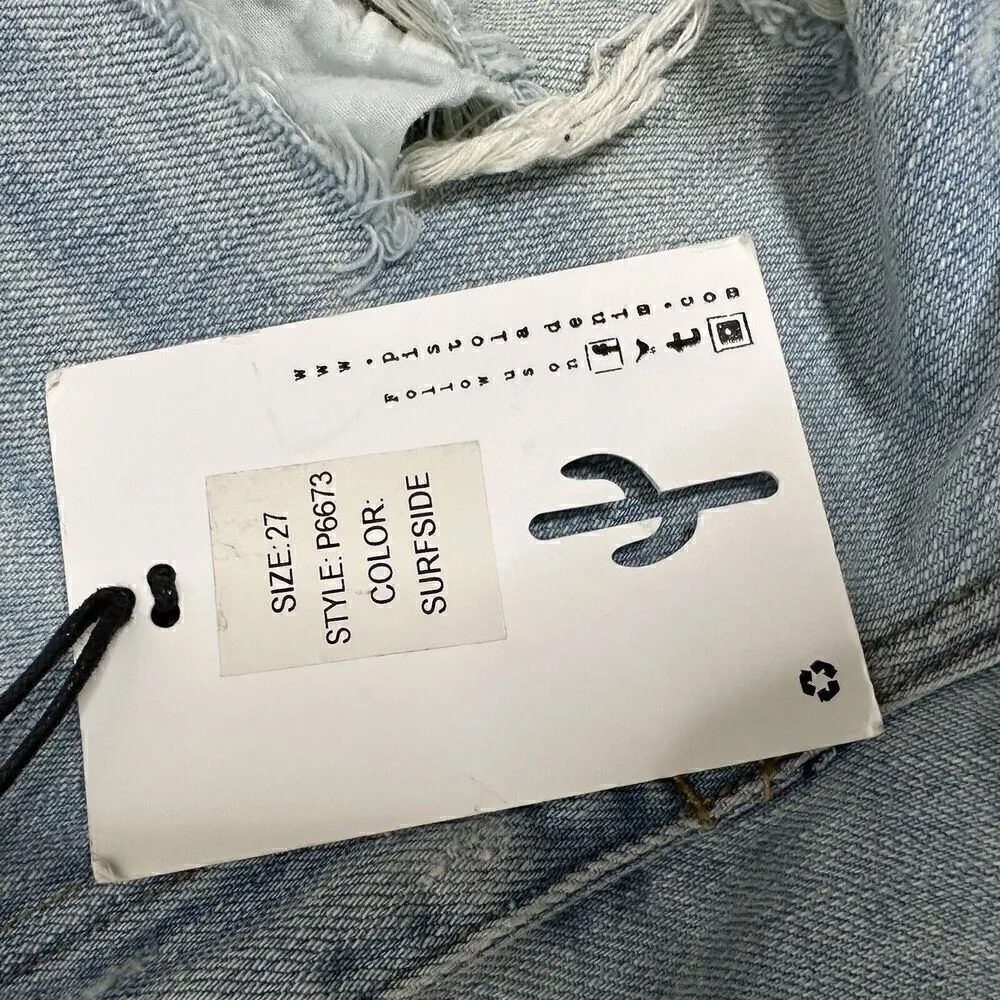 www.pistoladenim.com
Follow us on f t
SIZE: 27
STYLE: P6673
COLOR:
SURFSIDE